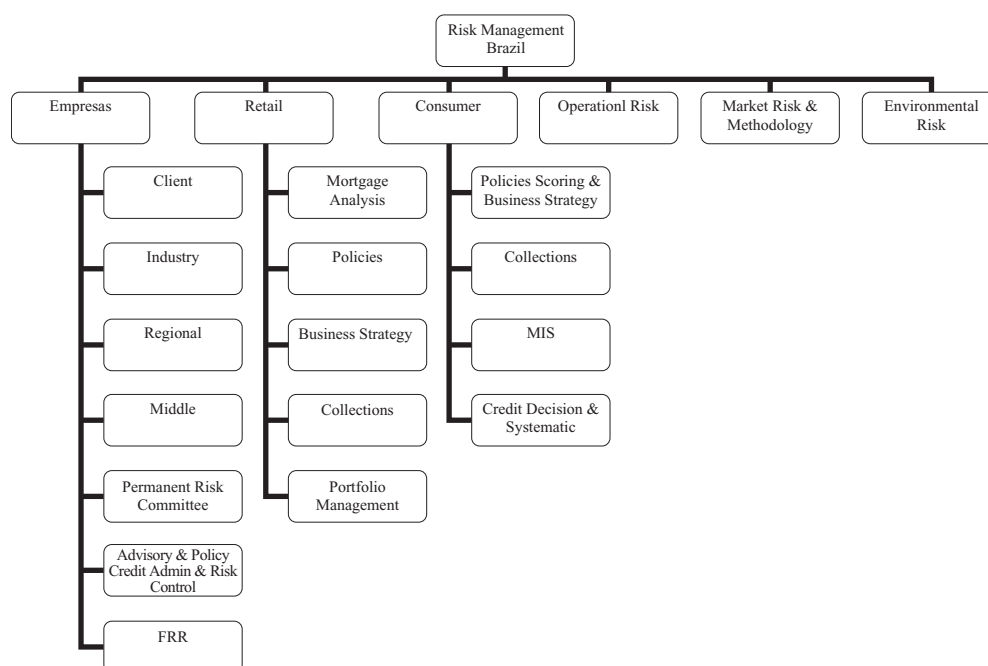 Risk Management
Brazil
Empresas
Retail
Consumer
Operationl Risk
Market Risk &
Methodology
Environmental
Risk
Client
Mortgage
Analysis
Policies Scoring &
Business Strategy
Industry
Policies
Collections
Regional
Business Strategy
MIS
Middle
Collections
Credit Decision &
Systematic
Permanent Risk
Committee
Portfolio
Management
Advisory & Policy
Credit Admin & Risk
Control
FRR